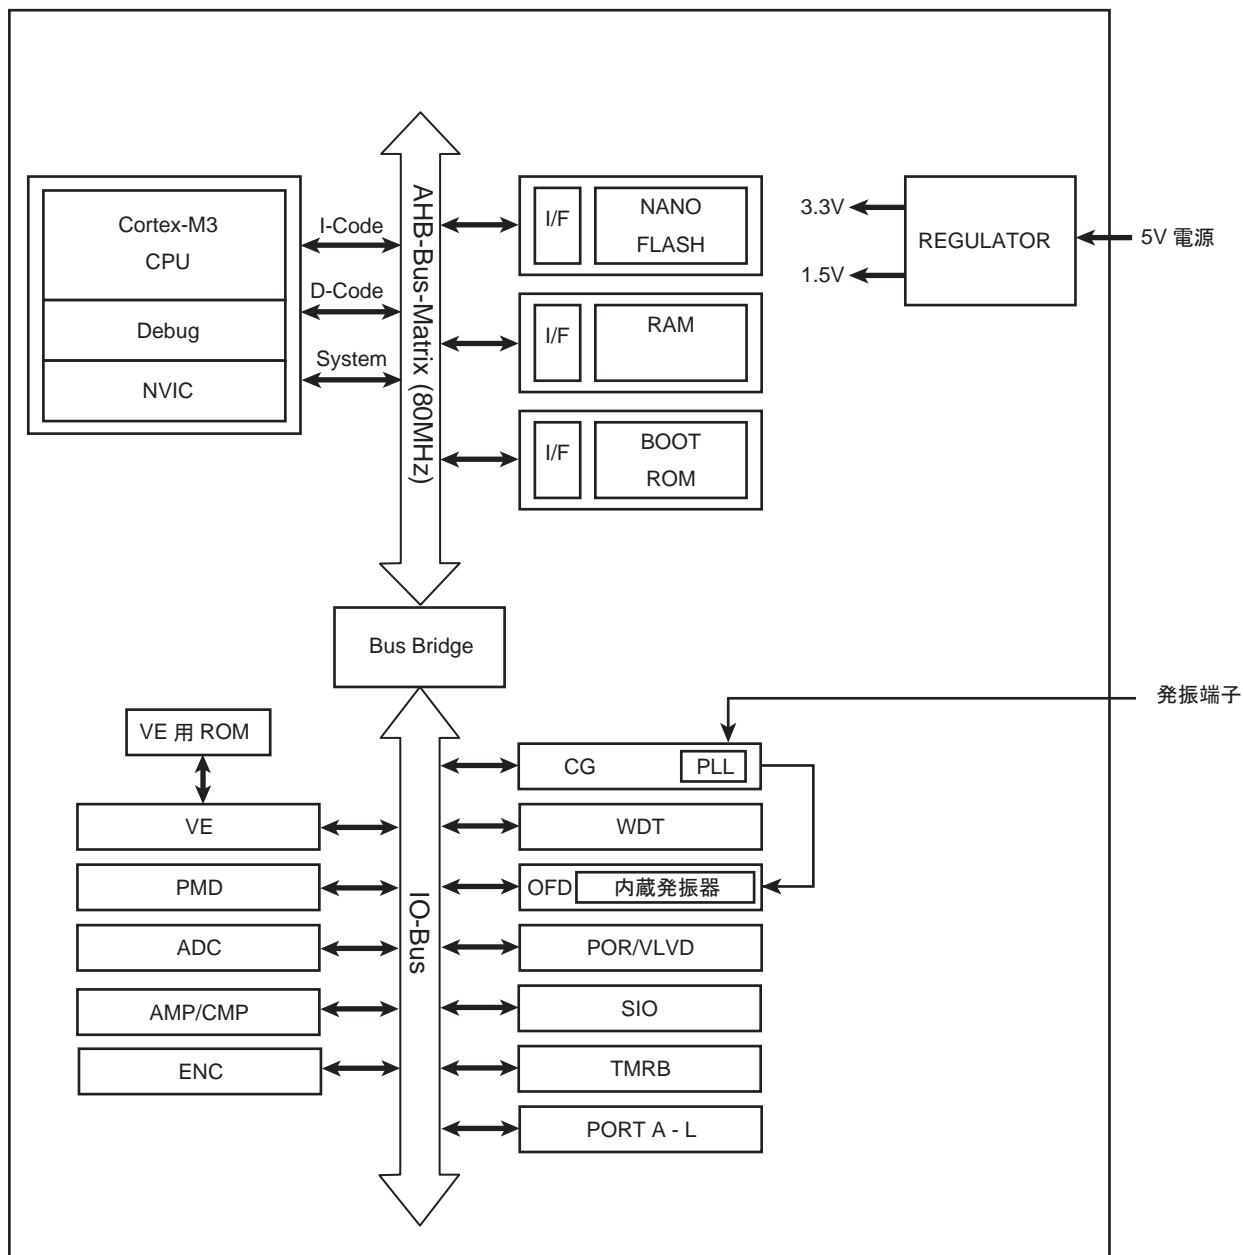 Cortex-M3
CPU
Debug
NVIC
I-Code
D-Code
System
AHB-Bus-Matrix (80MHz)
I/F
NANO
FLASH
I/F
RAM
I/F
BOOT
ROM
3.3V
1.5V
REGULATOR
5V 電源
Bus Bridge
発振端子
VE 用 ROM
VE
PMD
ADC
AMP/CMP
ENC
IO-Bus
CG
PLL
WDT
OFD
内蔵発振器
POR/VLVD
SIO
TMRB
PORT A - L